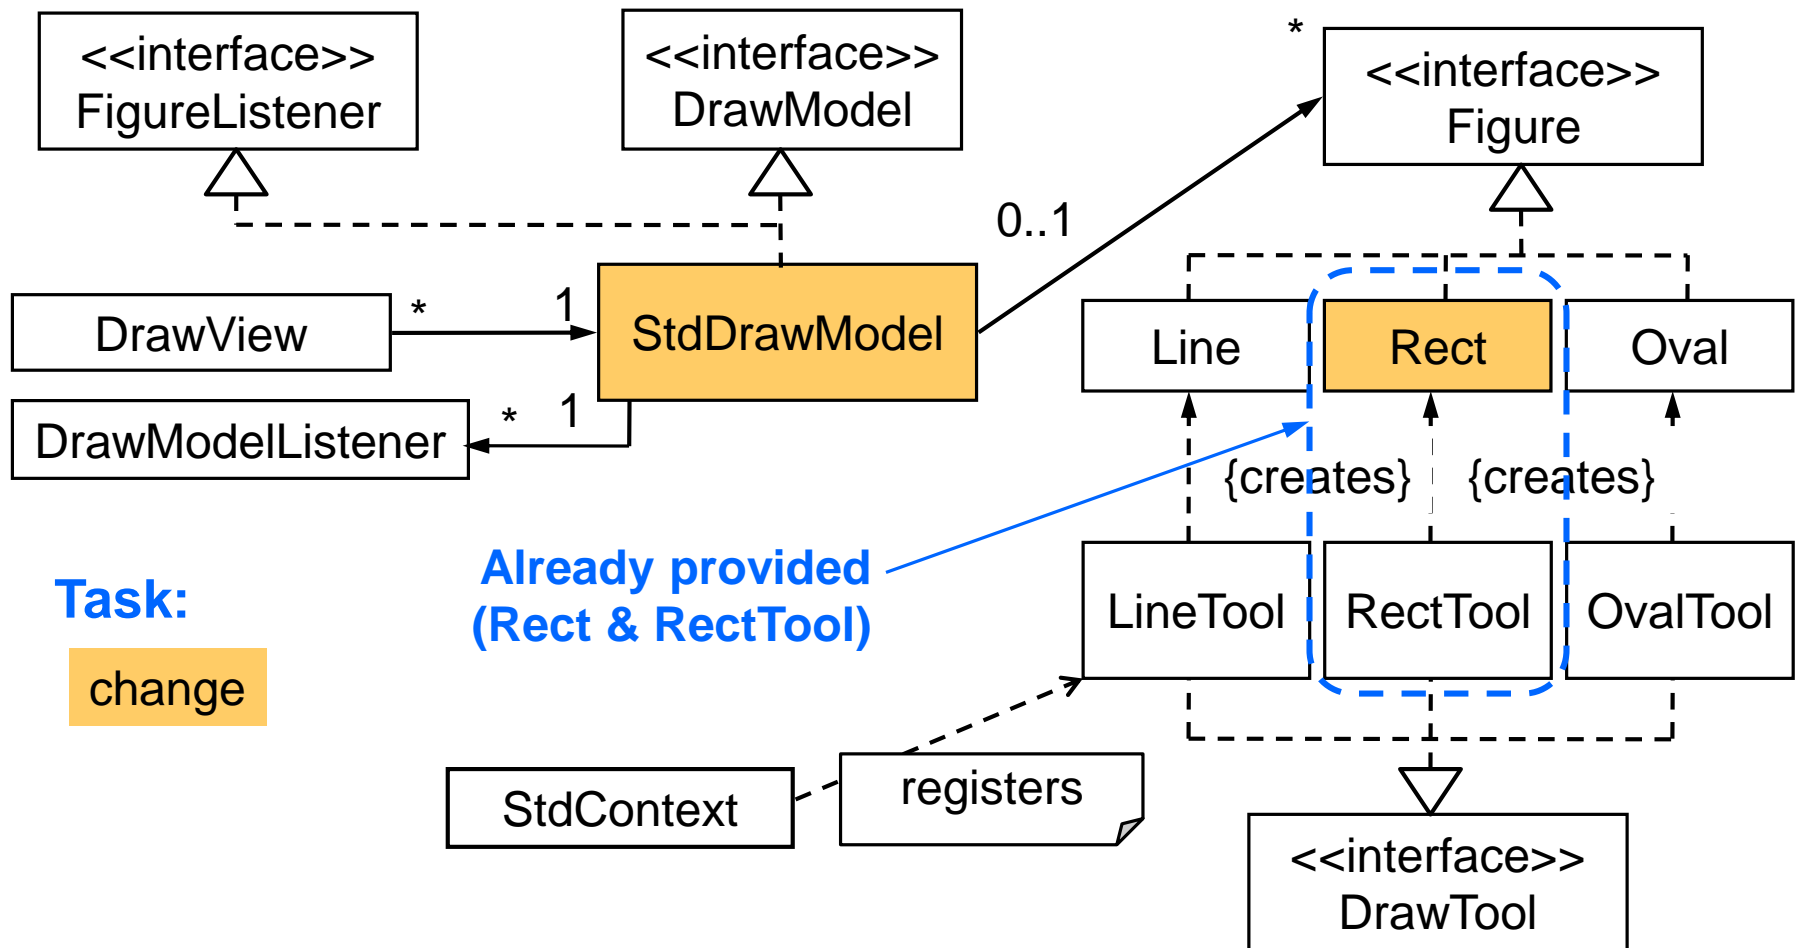 <<interface>>
FigureListener
<<interface>>
DrawModel
*
<<interface>>
Figure
0..1
DrawView
*
1
StdDrawModel
Line
Rect
Oval
DrawModelListener
*
1
{creates}
{creates}
Already provided
(Rect & RectTool)
Task:
change
LineTool
RectTool
OvalTool
StdContext
registers
<<interface>>
DrawTool